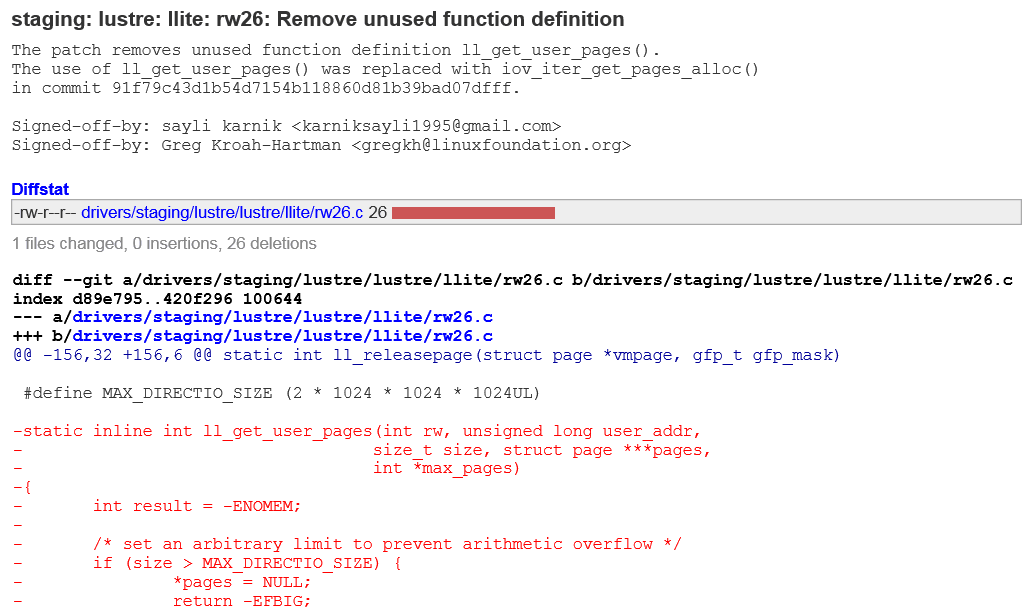 staging: lustre: llite: rw26: Remove unused function definition
The patch removes unused function definition ll_get_user_pages().
The use of ll_get_user_pages() was replaced with iov_iter_get_pages_alloc()
in commit 91f79c43d1b54d7154b118860d81b39bad07dfff.

Signed-off-by: sayli karnik <karniksayli1995@gmail.com>
Signed-off-by: Greg Kroah-Hartman <gregkh@linuxfoundation.org>

Diffstat
-rw-r--r-- drivers/staging/lustre/lustre/llite/rw26.c 26
1 files changed, 0 insertions, 26 deletions

diff --git a/drivers/staging/lustre/lustre/llite/rw26.c b/drivers/staging/lustre/lustre/llite/rw26.c
index d89e795..420f296 100644
--- a/drivers/staging/lustre/lustre/llite/rw26.c
+++ b/drivers/staging/lustre/lustre/llite/rw26.c
@@ -156,32 +156,6 @@ static int ll_releasepage(struct page *vmpage, gfp_t gfp_mask)

 #define MAX_DIRECTIO_SIZE (2 * 1024 * 1024 * 1024UL)

-static inline int ll_get_user_pages(int rw, unsigned long user_addr,
-                                    size_t size, struct page ***pages,
-                                    int *max_pages)
-{
-       int result = -ENOMEM;
-
-       /* set an arbitrary limit to prevent arithmetic overflow */
-       if (size > MAX_DIRECTIO_SIZE) {
-               *pages = NULL;
-               return -EFBIG;